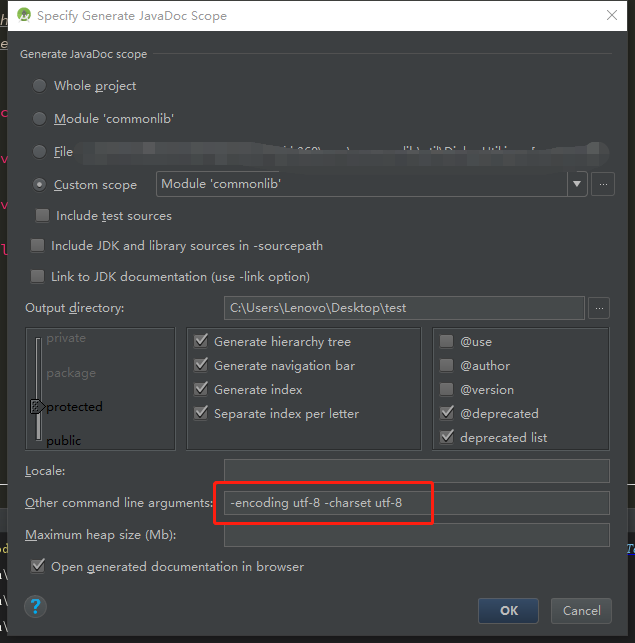 Specify Generate JavaDoc Scope
Generate JavaDoc scope
Whole project
Module 'commonlib'
File
Custom scope Module 'commonlib' ...
Include test sources
Include JDK and library sources in -sourcepath
Link to JDK documentation (use -link option)
Output directory: C:\Users\Lenovo\Desktop\test ...
private
package
protected
public
Generate hierarchy tree
Generate navigation bar
Generate index
Separate index per letter
@use
@author
@version
@deprecated
deprecated list
Locale:
Other command line arguments: -encoding utf-8 -charset utf-8
Maximum heap size (Mb):
Open generated documentation in browser
? OK Cancel